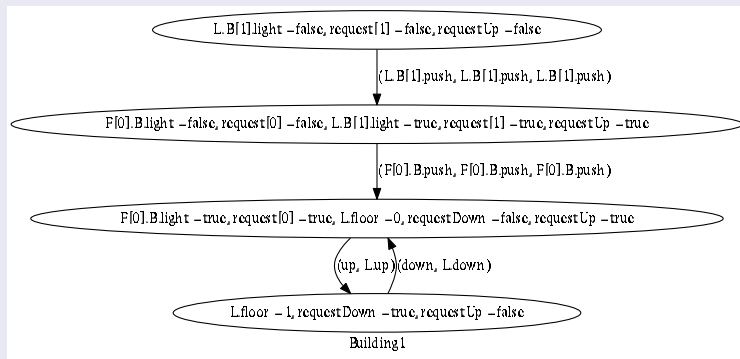 L.B[1].light =false, request[1] =false, requestUp =false
(L.B[1].push, L.B[1].push, L.B[1].push)
F[0].B.light =false, request[0] =false, L.B[1].light =true, request[1] =true, requestUp =true
(F[0].B.push, F[0].B.push, F[0].B.push)
F[0].B.light =true, request[0] =true, L.floor =0, requestDown =false, requestUp =true
(up, L.up) (down, L.down)
L.floor =1, requestDown =true, requestUp =false
Building1